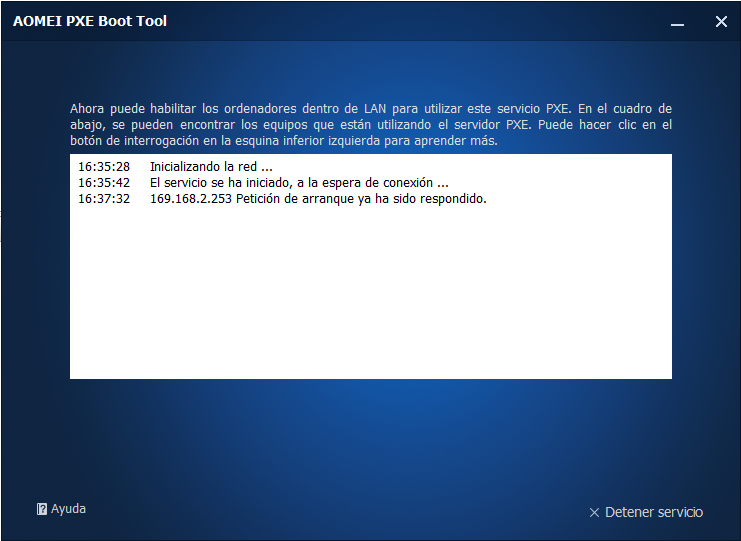 AOMEI PXE Boot Tool
Ahora puede habilitar los ordenadores dentro de LAN para utilizar este servicio PXE. En el cuadro de
abajo, se pueden encontrar los equipos que están utilizando el servidor PXE. Puede hacer clic en el
botón de interrogación en la esquina inferior izquierda para aprender más.
16:35:28 Inicializando la red ...
16:35:42 El servicio se ha iniciado, a la espera de conexión ...
16:37:32 169.168.2.253 Petición de arranque ya ha sido respondido.
Ayuda
Detener servicio